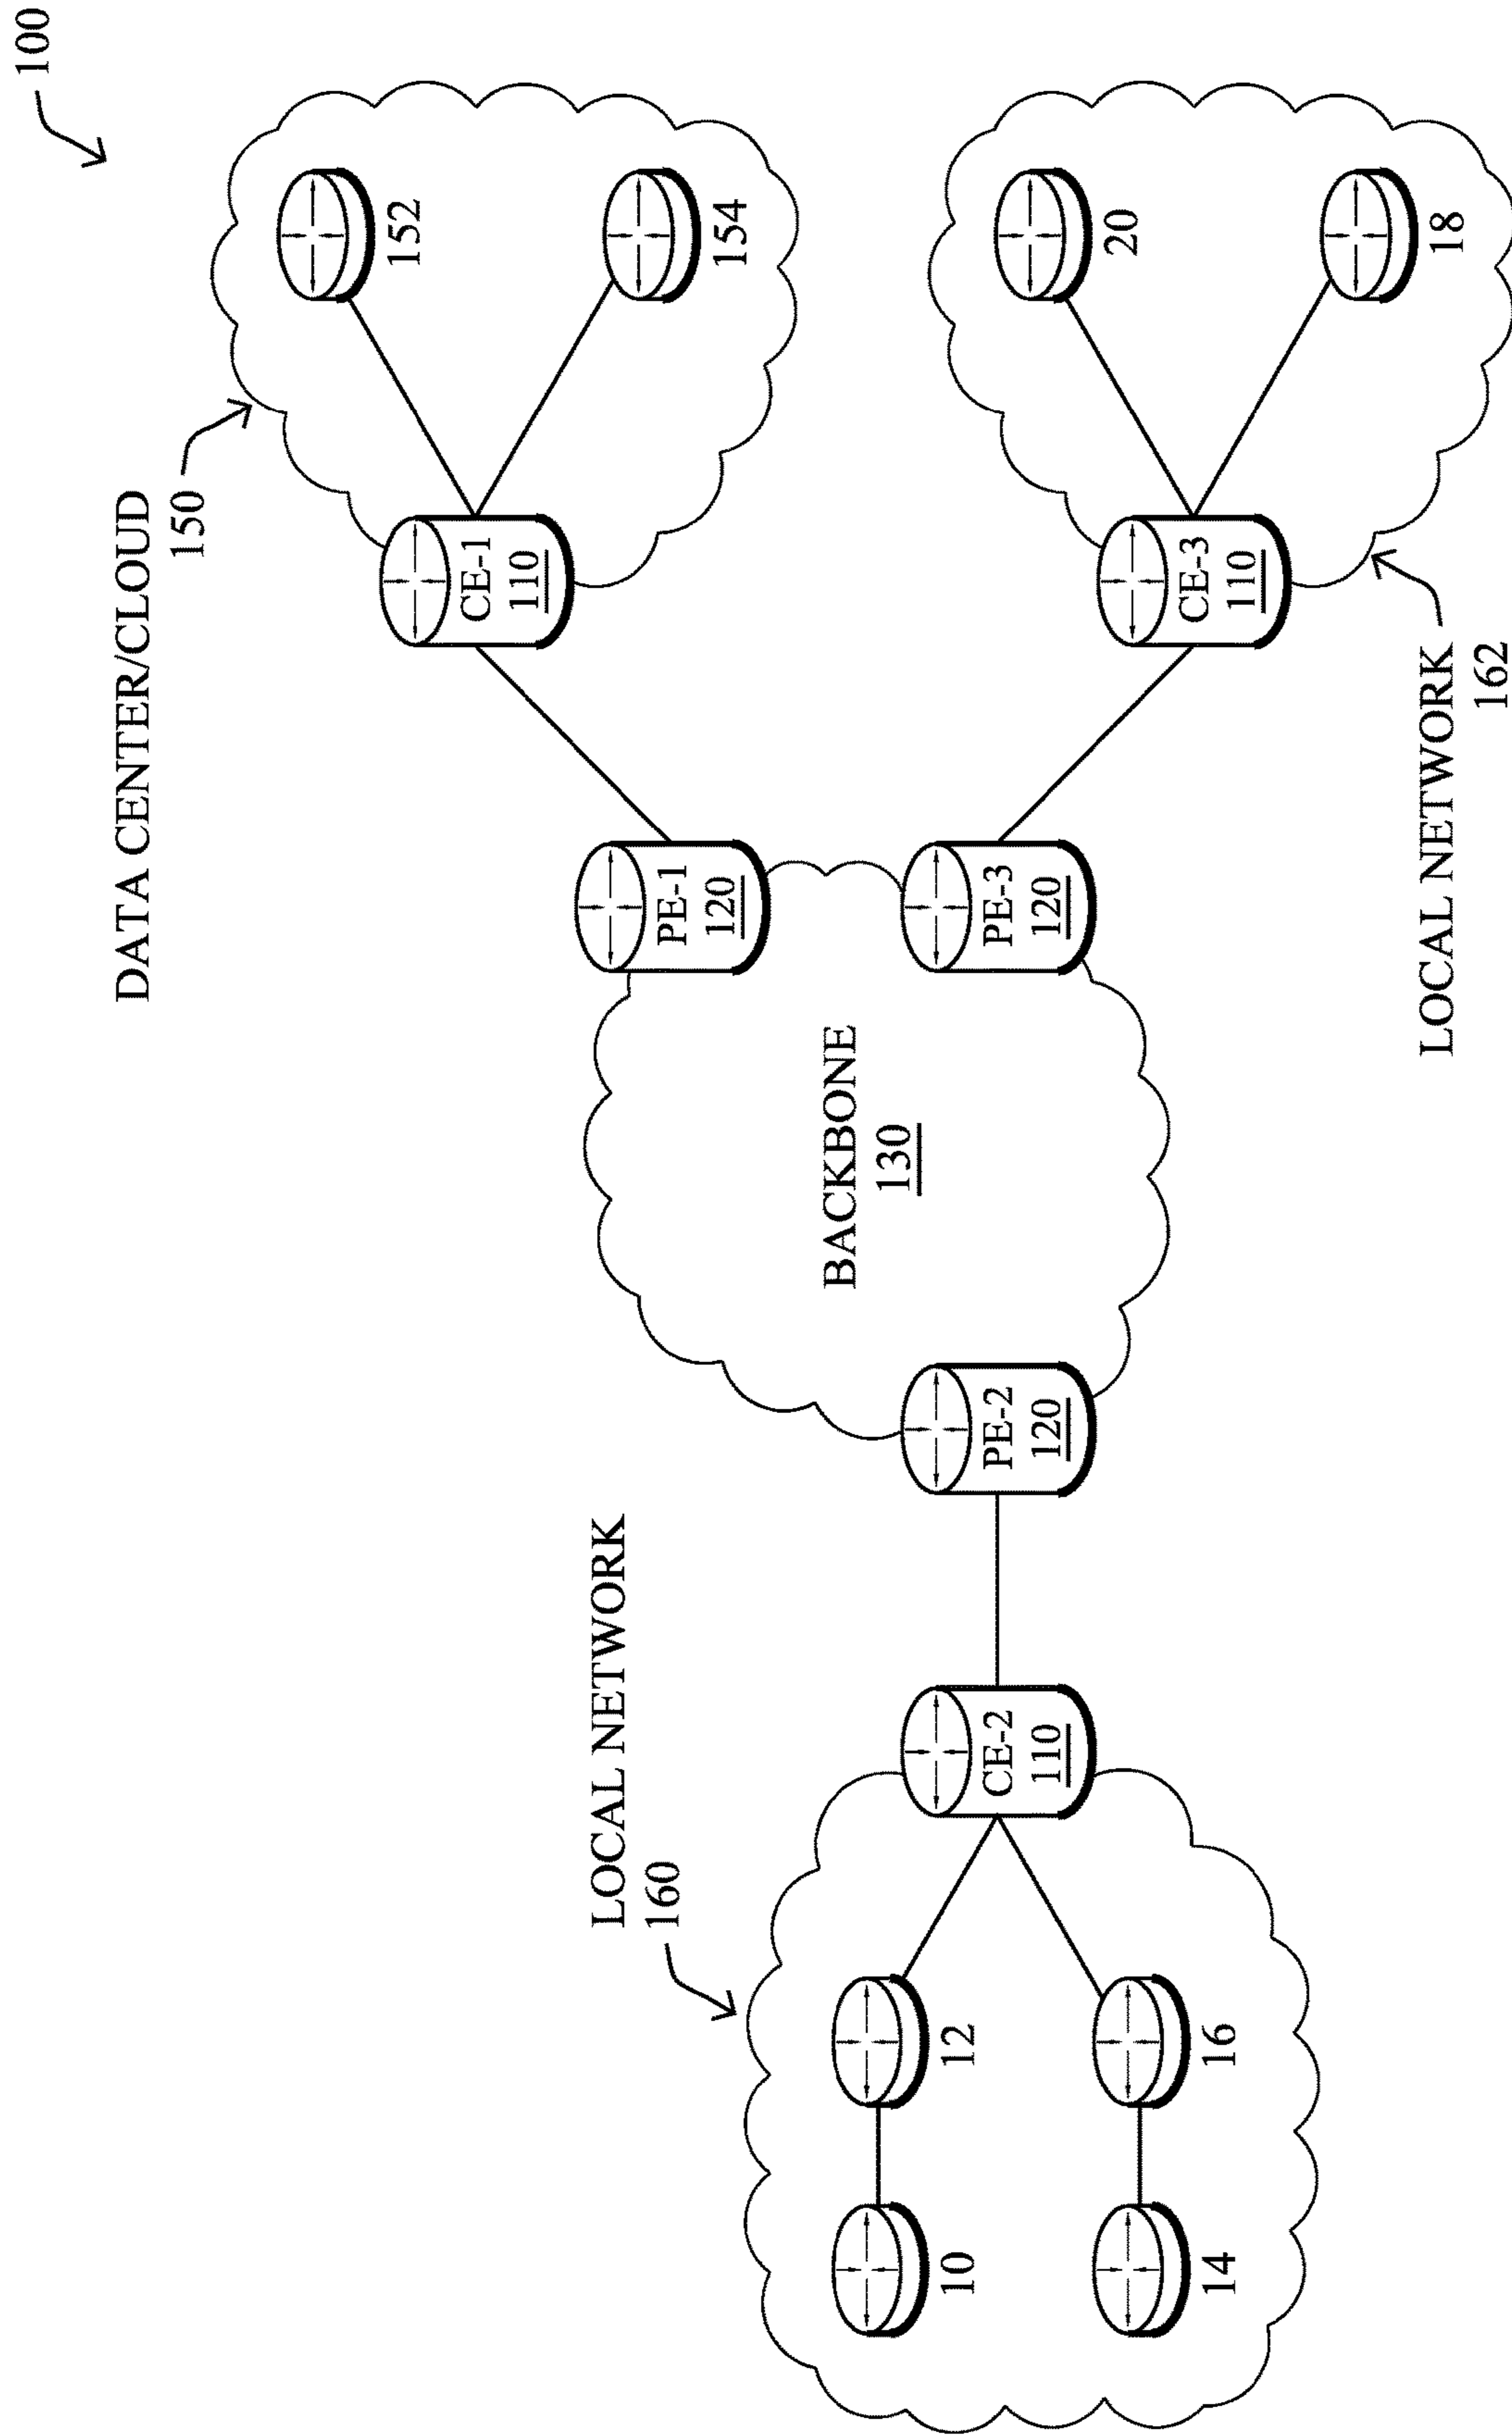 100
DATA CENTER/CLOUD
150
152
154
CE-1
110
PE-1
120
BACKBONE
130
LOCAL NETWORK
160
10
12
14
16
CE-2
110
PE-2
120
PE-3
120
CE-3
110
20
18
LOCAL NETWORK
162